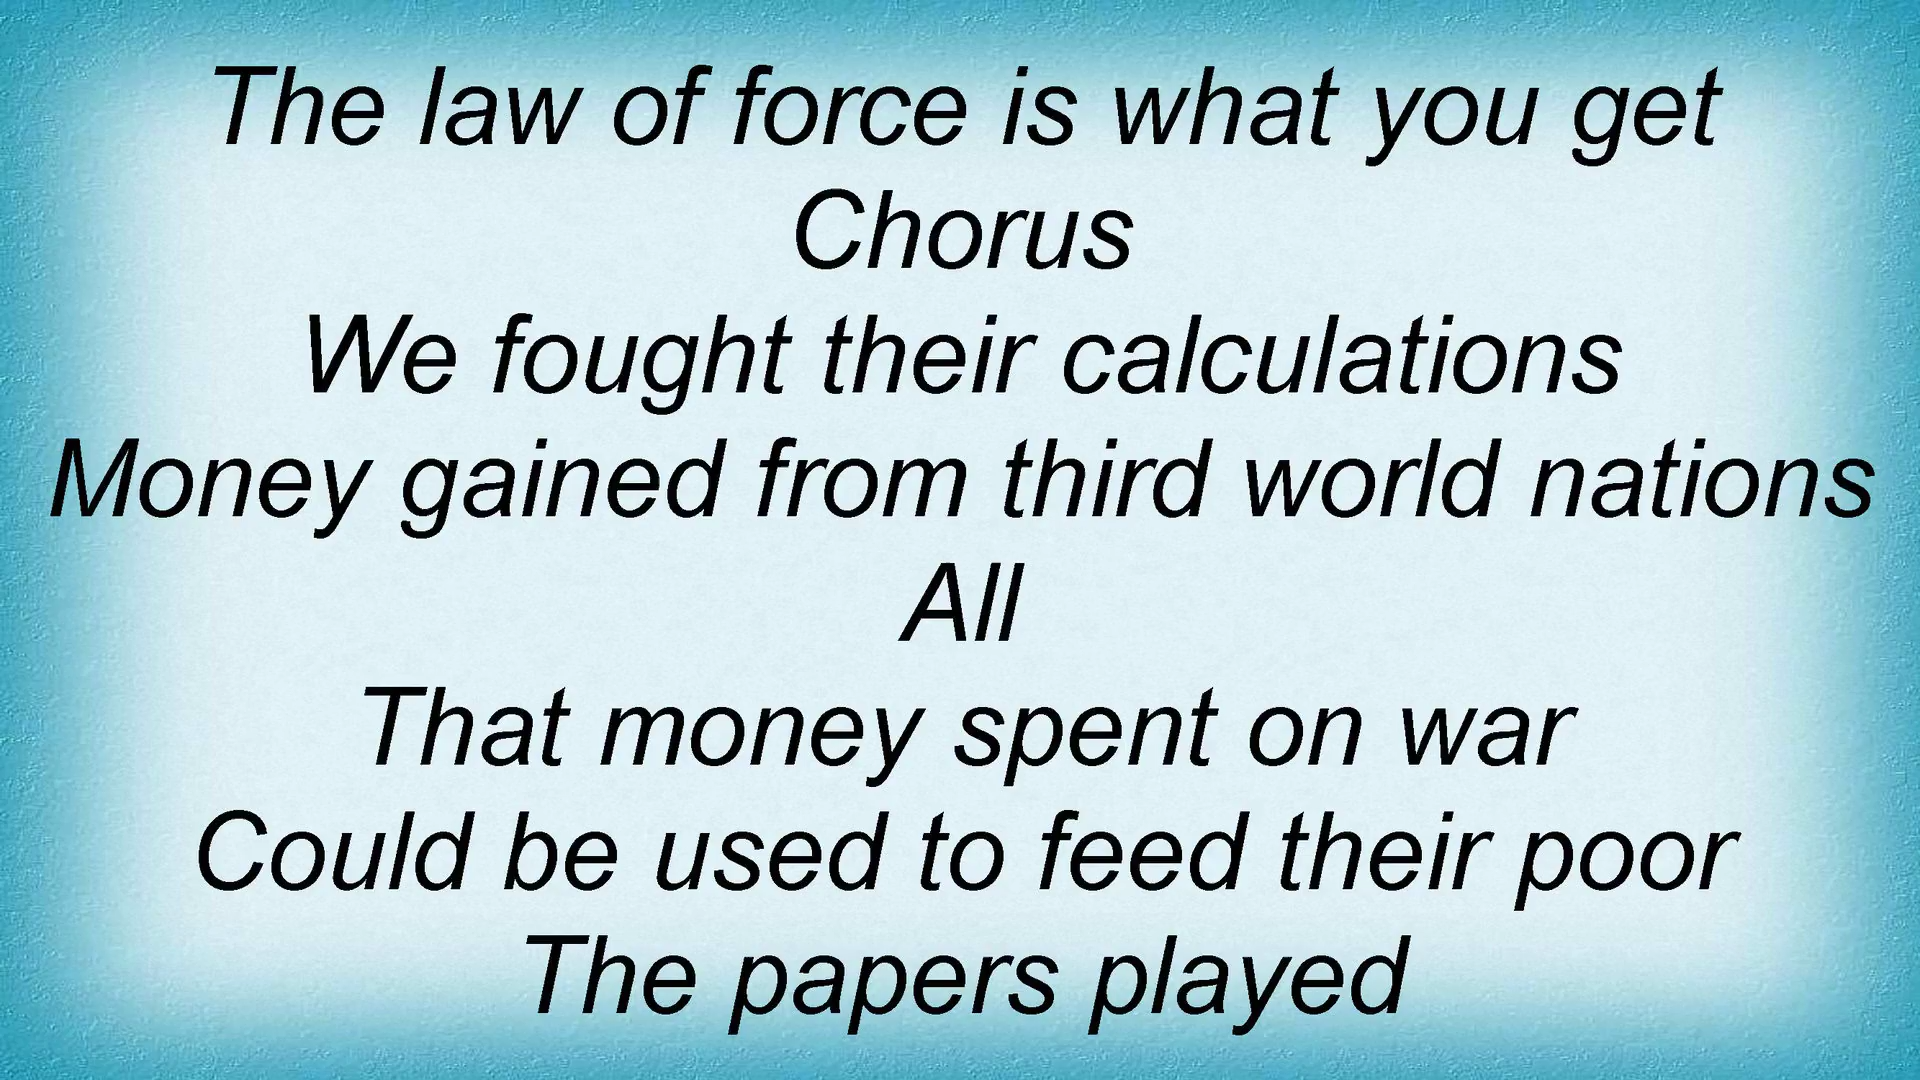 The law of force is what you get
Chorus
We fought their calculations
Money gained from third world nations
All
That money spent on war
Could be used to feed their poor
The papers played